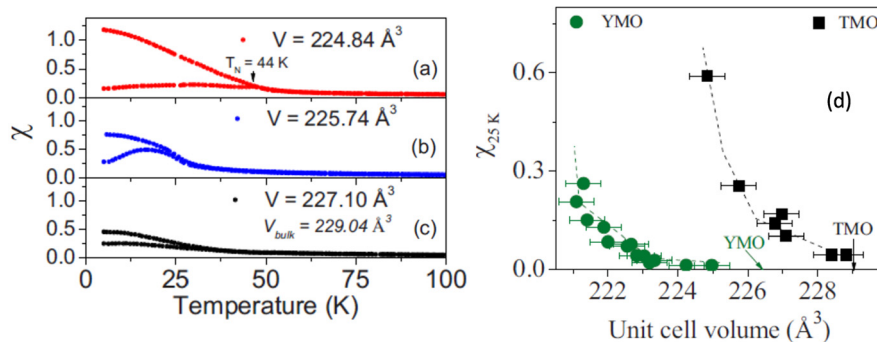 χ
1.0
0.5
0.0
1.0
0.5
0.0
1.0
0.5
0.0
V = 224.84 Å³
T_N = 44 K
(a)
V = 225.74 Å³
(b)
V = 227.10 Å³
V_bulk = 229.04 Å³
(c)
0 25 50 75 100
Temperature (K)
YMO TMO
(d)
χ_25 K
0.6
0.3
0.0
YMO
TMO
222 224 226 228
Unit cell volume (Å³)